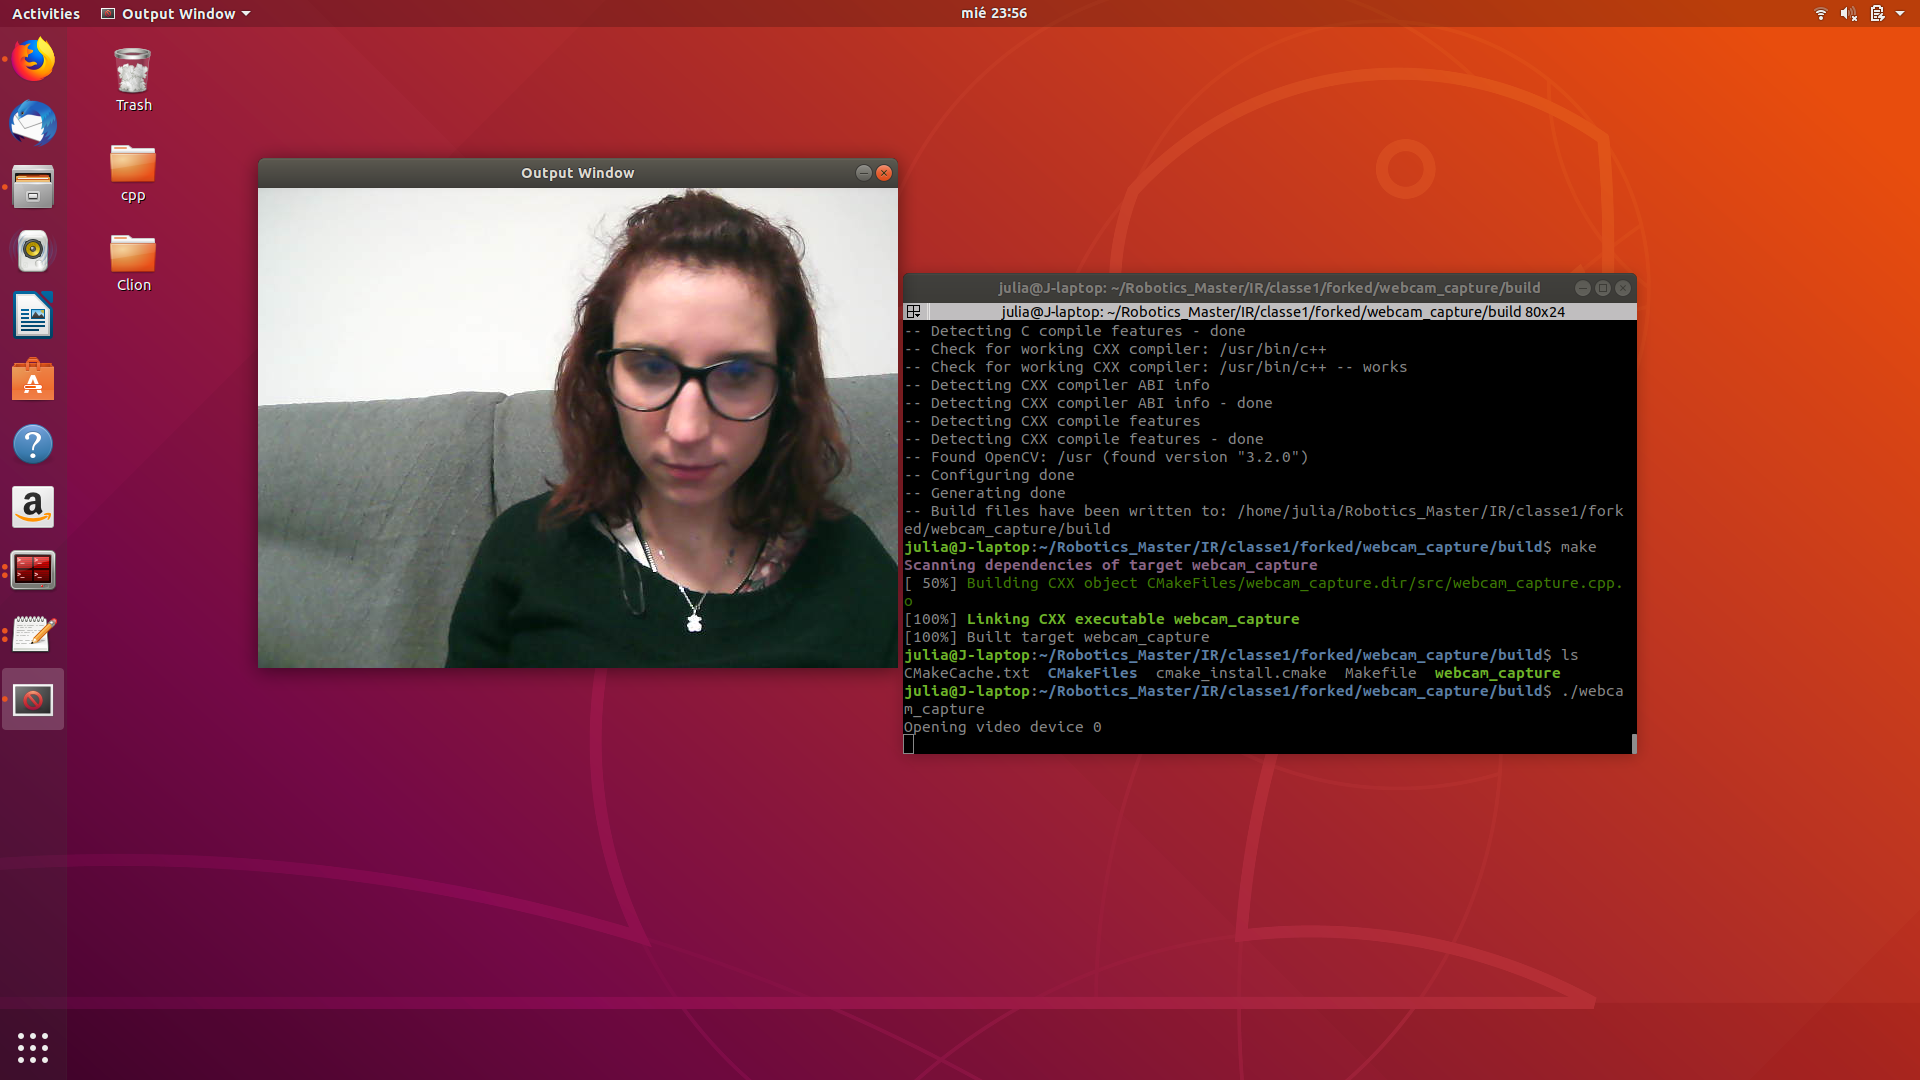 Activities
Output Window
mié 23:56
Trash
cpp
Clion
Output Window
julia@J-laptop: ~/Robotics_Master/IR/classe1/forked/webcam_capture/build
julia@J-laptop: ~/Robotics_Master/IR/classe1/forked/webcam_capture/build 80x24
-- Detecting C compile features - done
-- Check for working CXX compiler: /usr/bin/c++
-- Check for working CXX compiler: /usr/bin/c++ -- works
-- Detecting CXX compiler ABI info
-- Detecting CXX compiler ABI info - done
-- Detecting CXX compile features
-- Detecting CXX compile features - done
-- Found OpenCV: /usr (found version "3.2.0")
-- Configuring done
-- Generating done
-- Build files have been written to: /home/julia/Robotics_Master/IR/classe1/fork
ed/webcam_capture/build
julia@J-laptop:~/Robotics_Master/IR/classe1/forked/webcam_capture/build$ make
Scanning dependencies of target webcam_capture
[ 50%] Building CXX object CMakeFiles/webcam_capture.dir/src/webcam_capture.cpp.
o
[100%] Linking CXX executable webcam_capture
[100%] Built target webcam_capture
julia@J-laptop:~/Robotics_Master/IR/classe1/forked/webcam_capture/build$ ls
CMakeCache.txt  CMakeFiles  cmake_install.cmake  Makefile  webcam_capture
julia@J-laptop:~/Robotics_Master/IR/classe1/forked/webcam_capture/build$ ./webca
m_capture
Opening video device 0